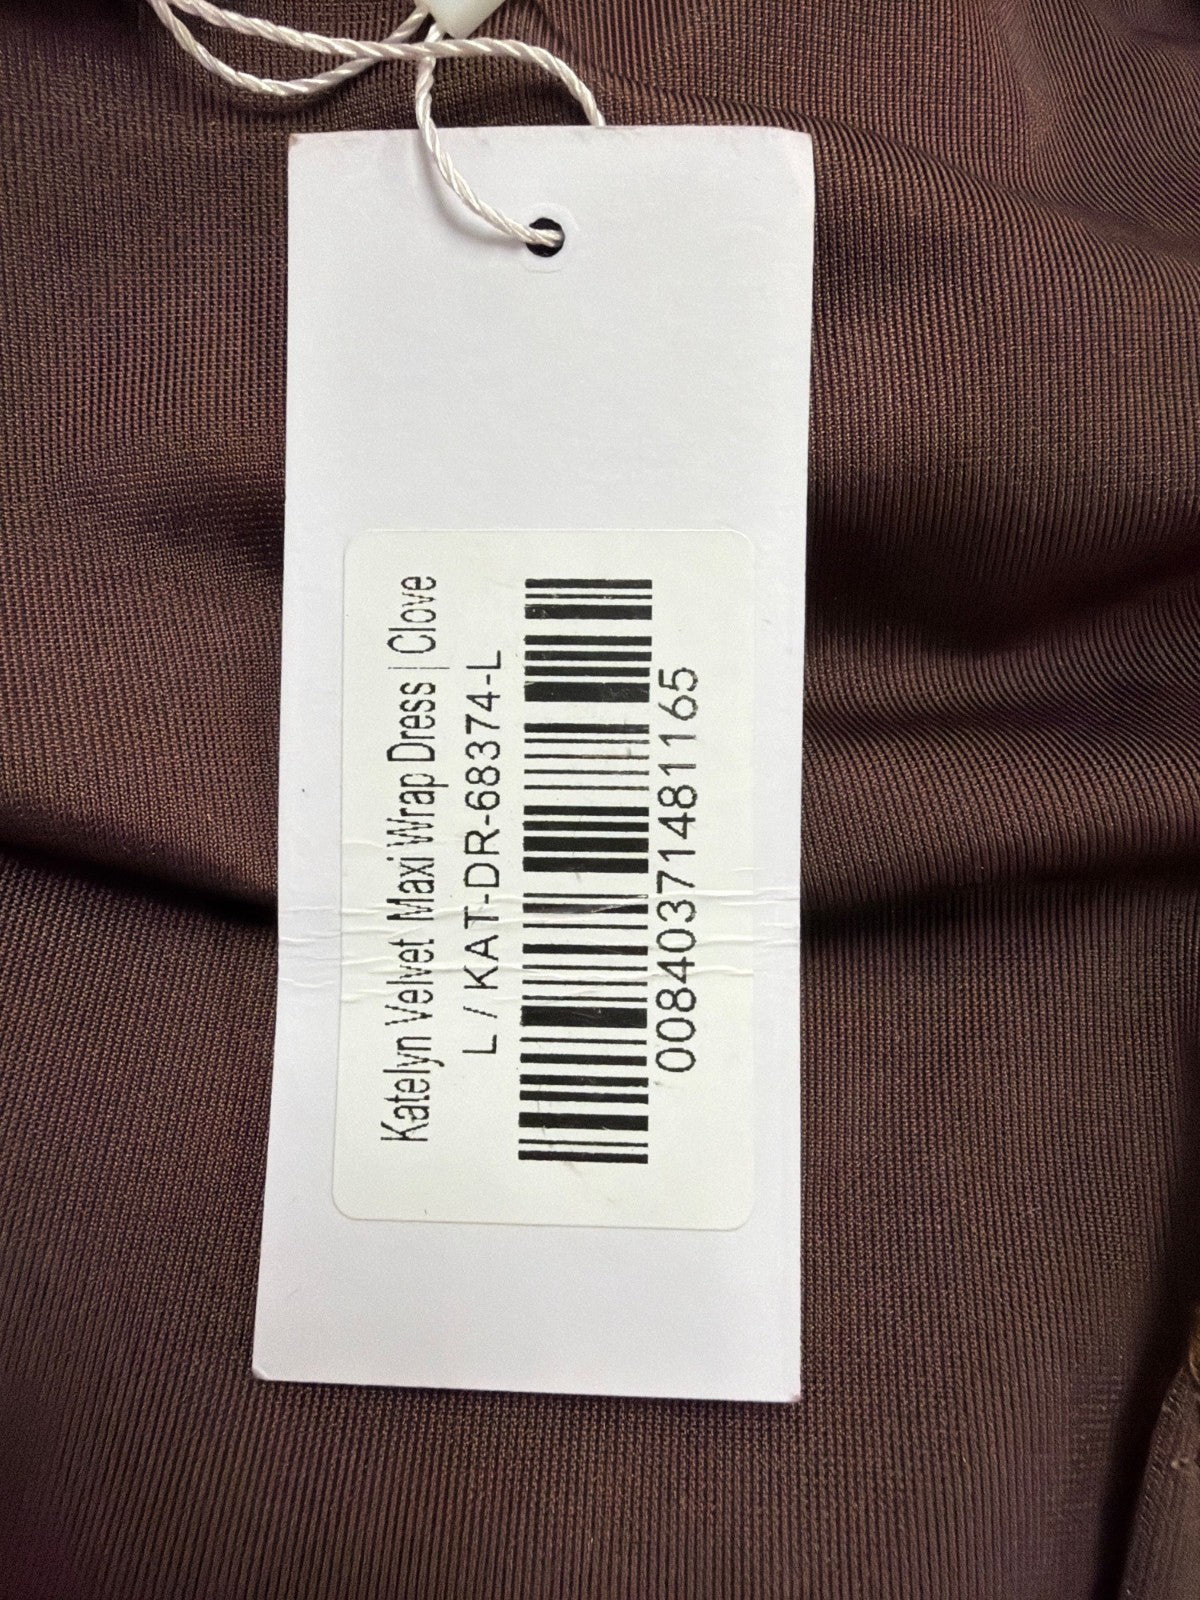 Katelyn Velvet Maxi Wrap Dress | Clove
L / KAT-DR-68374-L
00840371481165